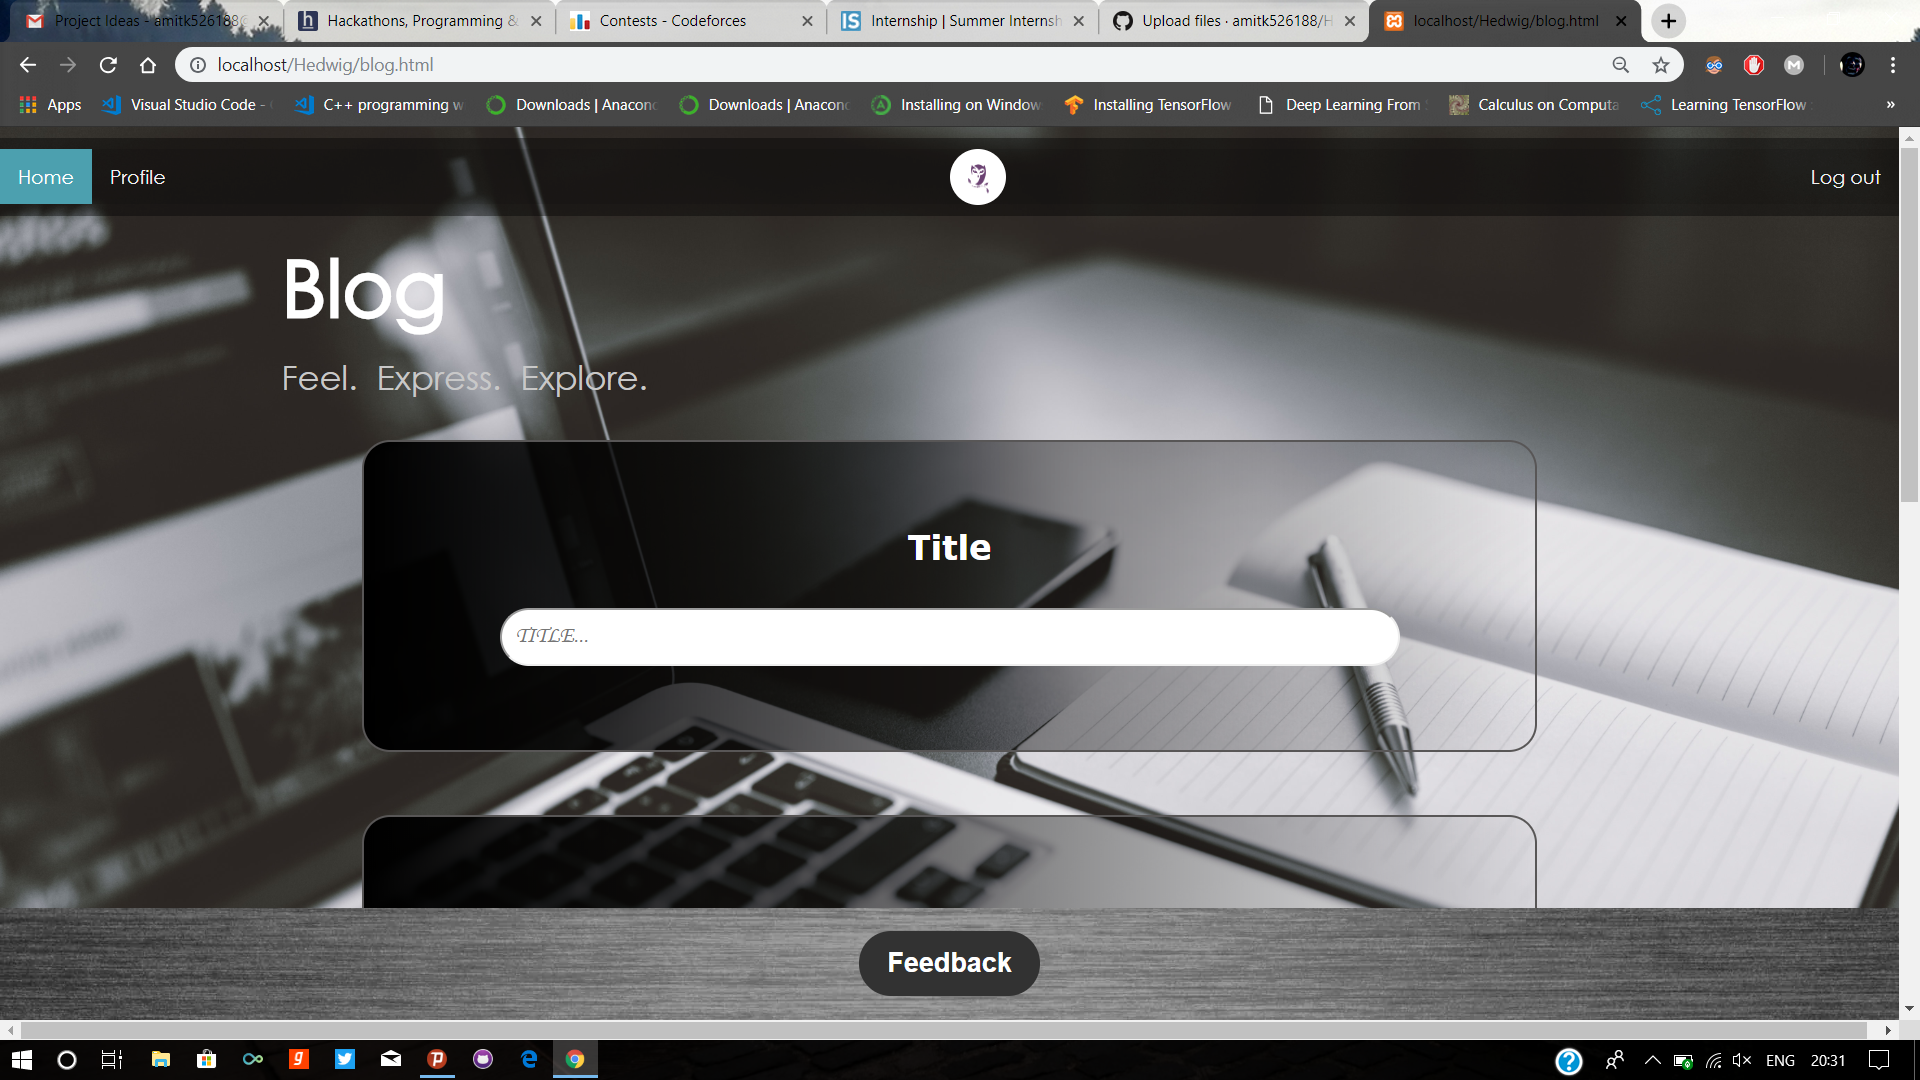 Project Ideas - amitk526188@
Hackathons, Programming &
Contests - Codeforces
Internship | Summer Internsh
Upload files · amitk526188/H
localhost/Hedwig/blog.html
localhost/Hedwig/blog.html
Apps
Visual Studio Code -
C++ programming w
Downloads | Anacon
Downloads | Anacon
Installing on Window
Installing TensorFlow
Deep Learning From
Calculus on Computa
Learning TensorFlow
»
Home
Profile
Log out
Blog
Feel. Express. Explore.
Title
TITLE...
Feedback
ENG
20:31